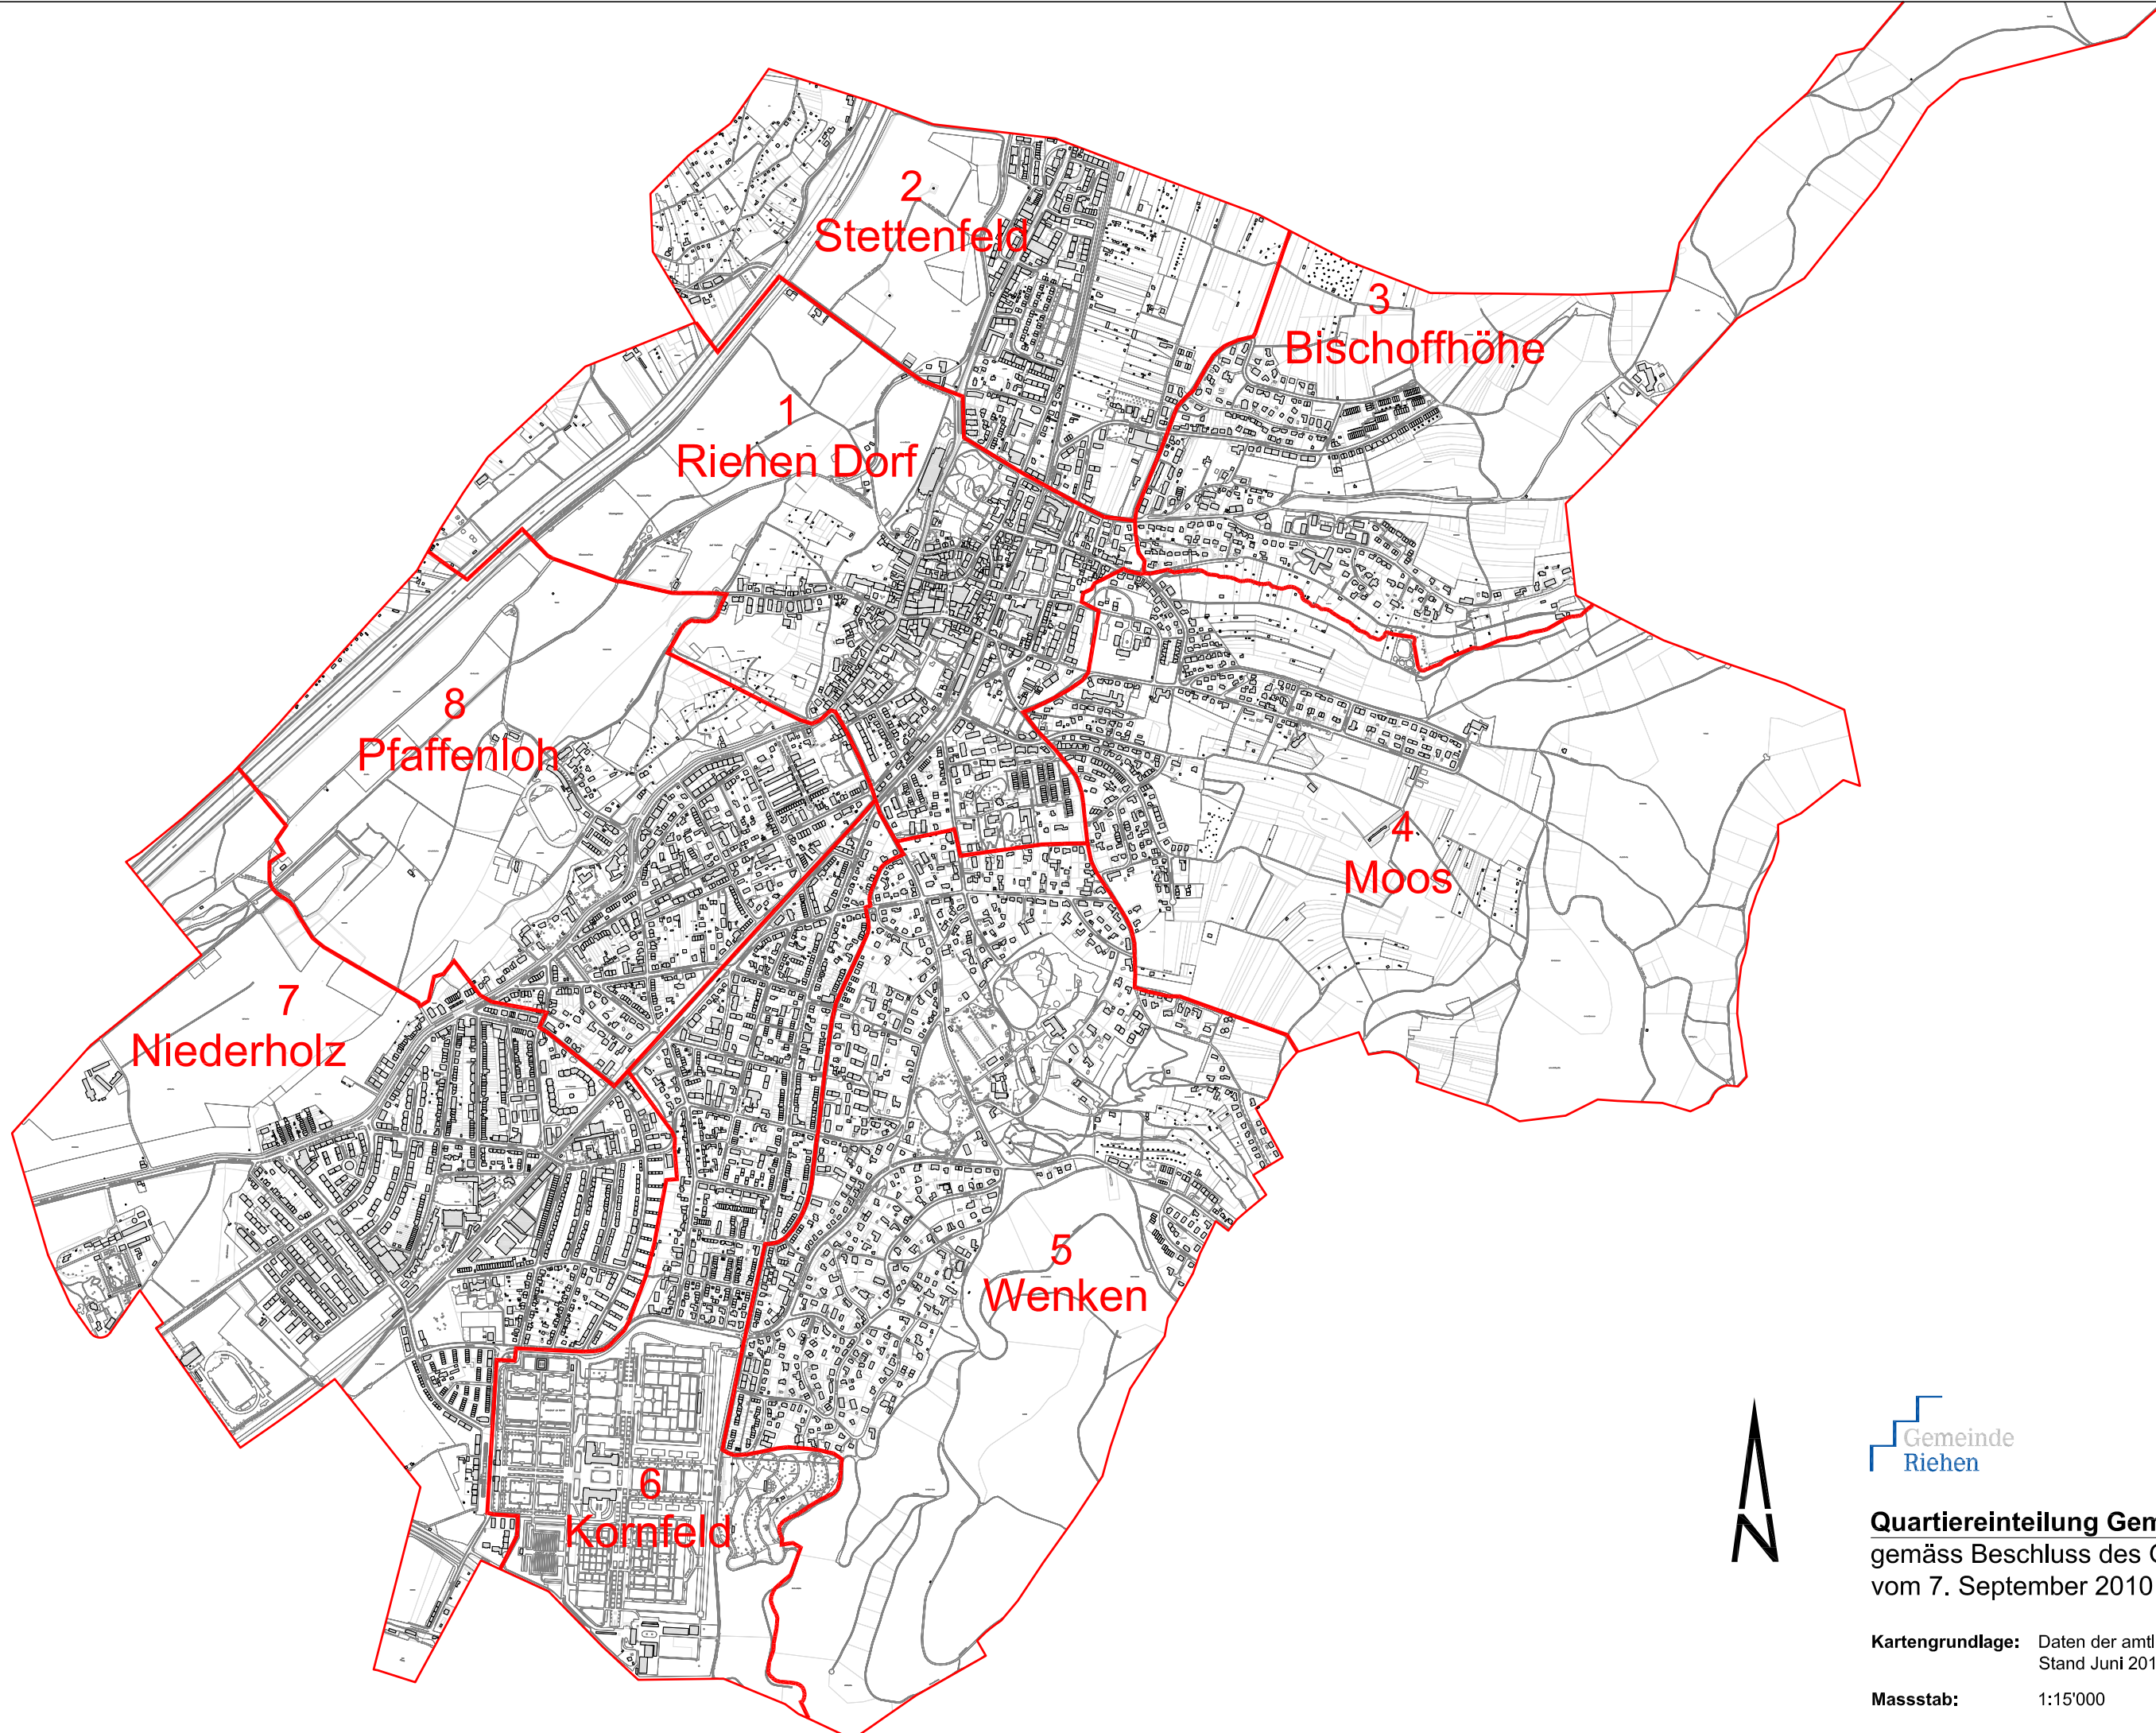 2
Stettenfeld
3
Bischoffhöhe
1
Riehen Dorf
8
Pfaffenloh
4
Moos
7
Niederholz
5
Wenken
6
Kornfeld
N
Gemeinde
Riehen
Quartiereinteilung Gem
gemäss Beschluss des G
vom 7. September 2010
Kartengrundlage: Daten der amtl
Stand Juni 201
Massstab: 1:15'000